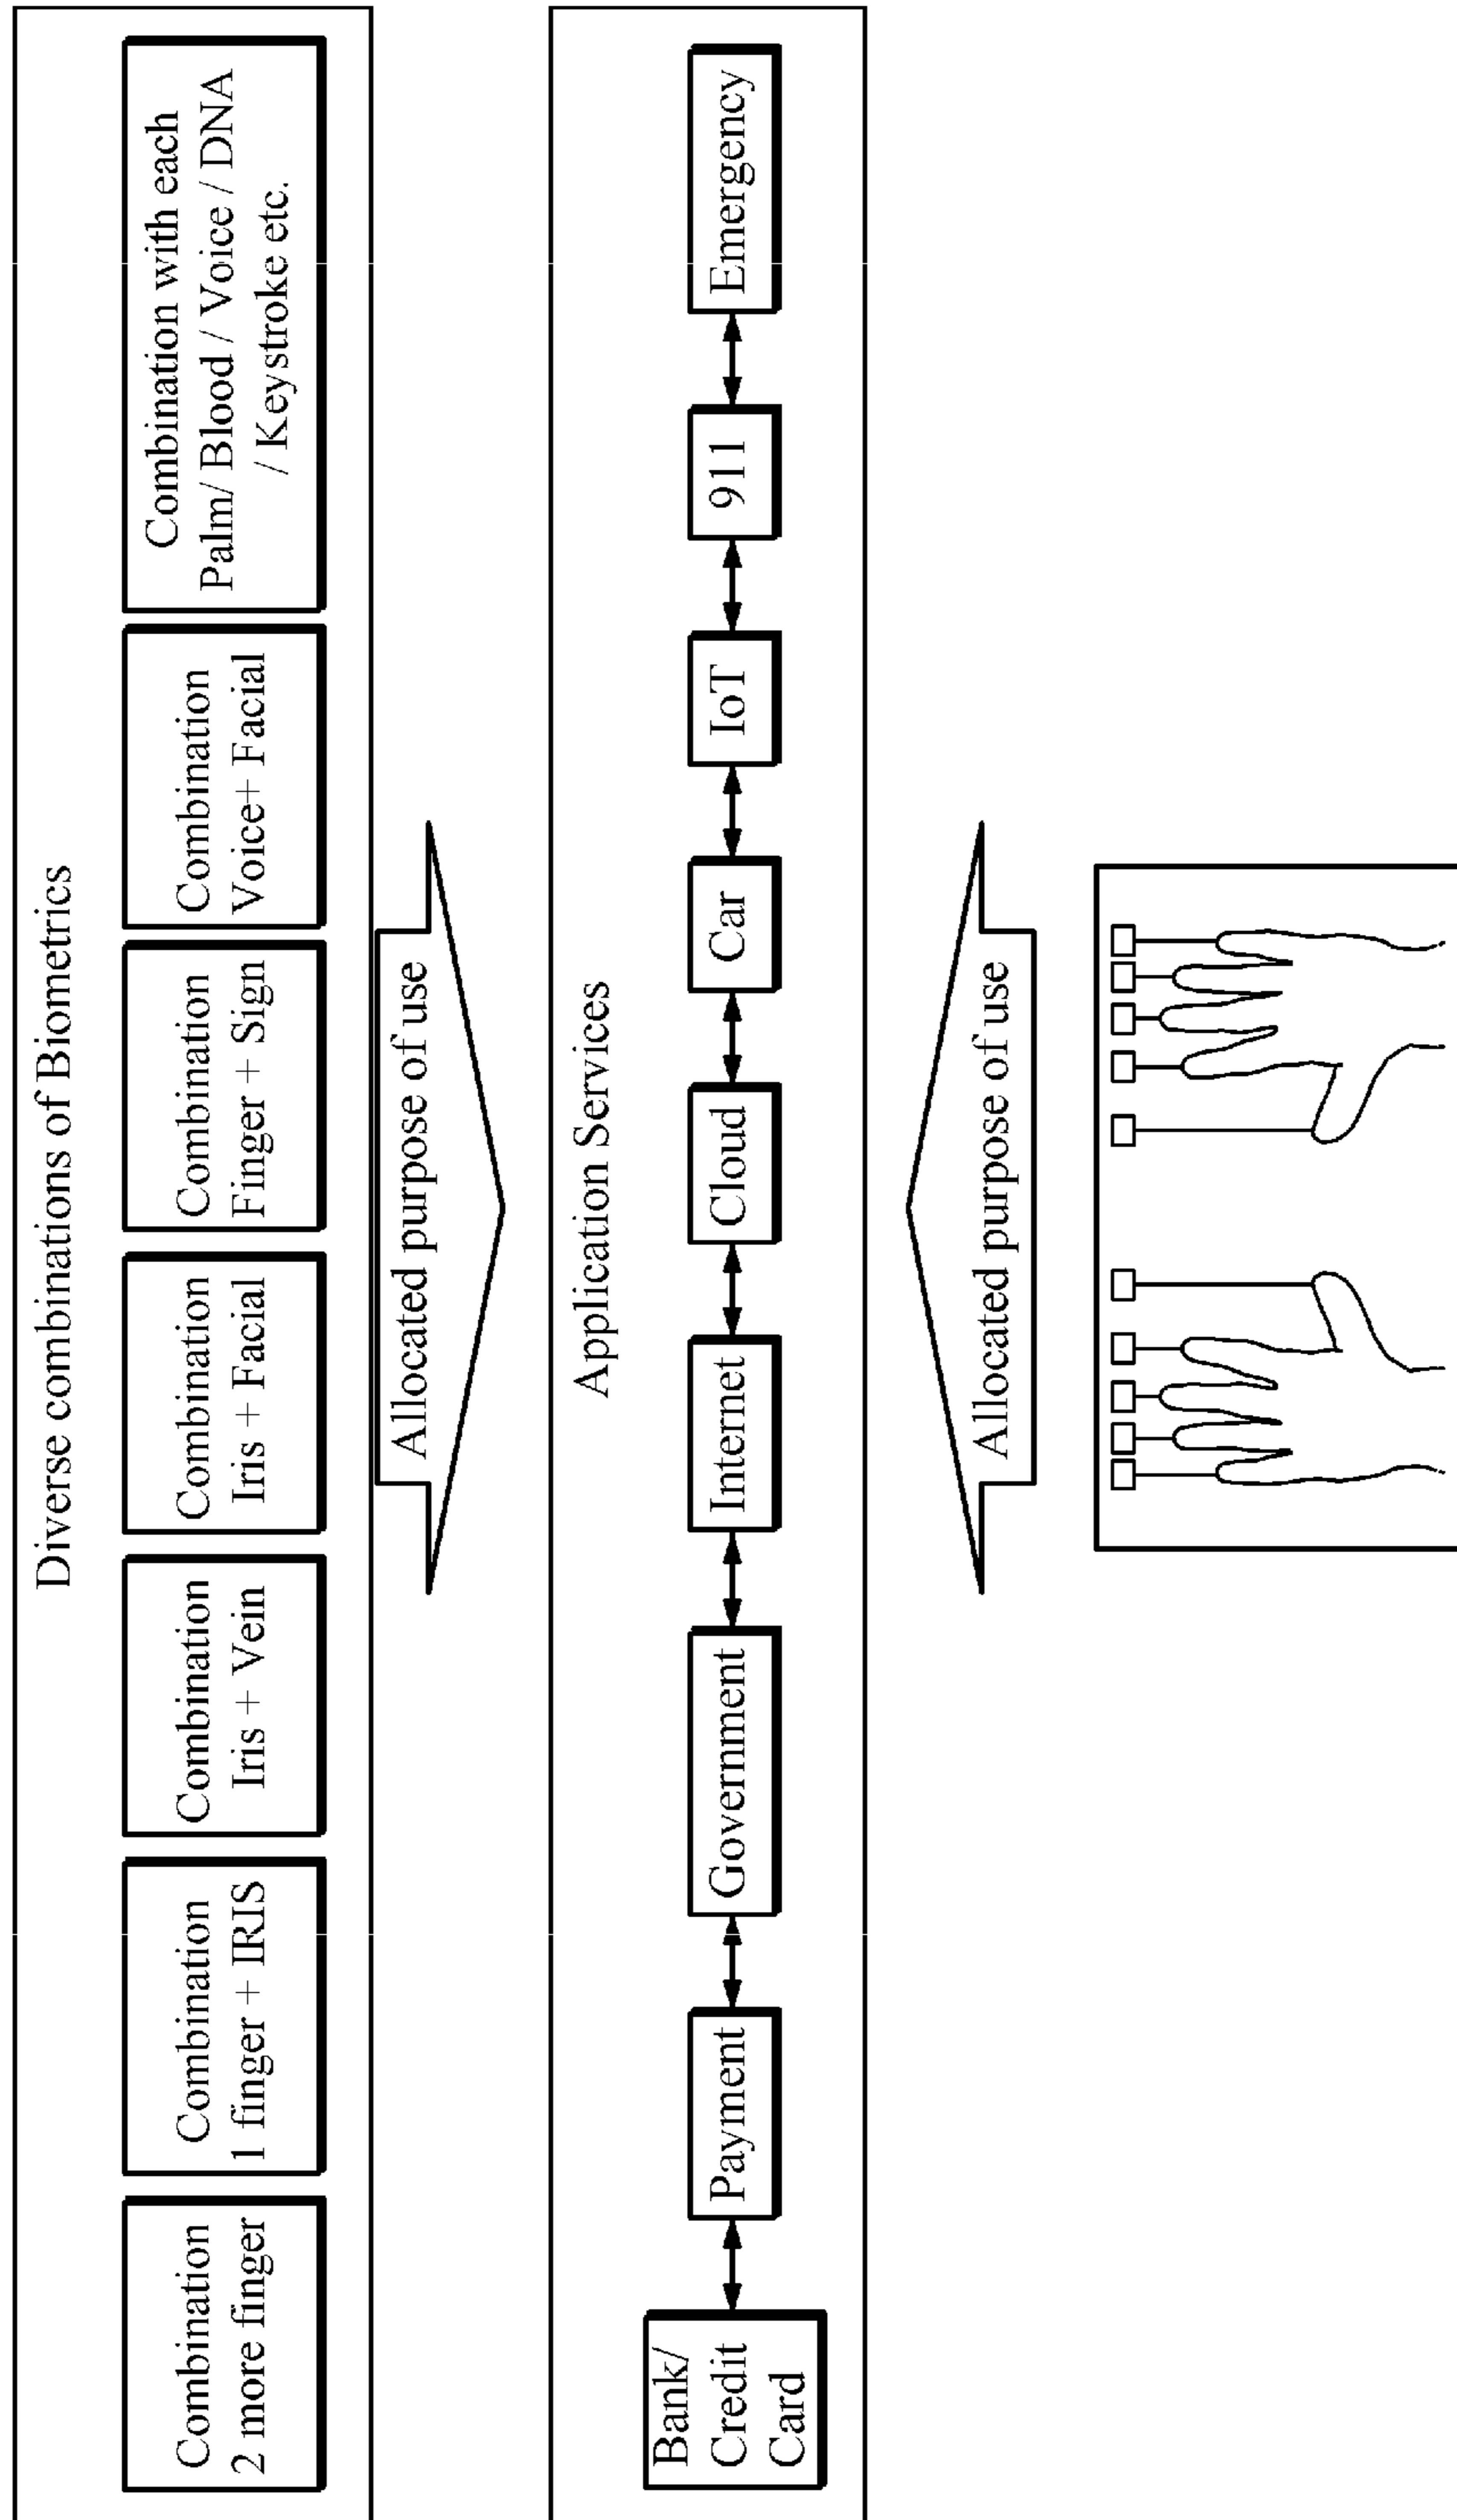 Diverse combinations of Biometrics
Combination
2 more finger
Combination
1 finger + IRIS
Combination
Iris + Vein
Combination
Iris + Facial
Combination
Finger + Sign
Combination
Voice+ Facial
Combination with each
Palm/ Blood / Voice / DNA
/ Keystroke etc.
Allocated purpose of use
Application Services
Bank/
Credit
Card
Payment
Government
Internet
Cloud
Car
IoT
911
Emergency
Allocated purpose of use